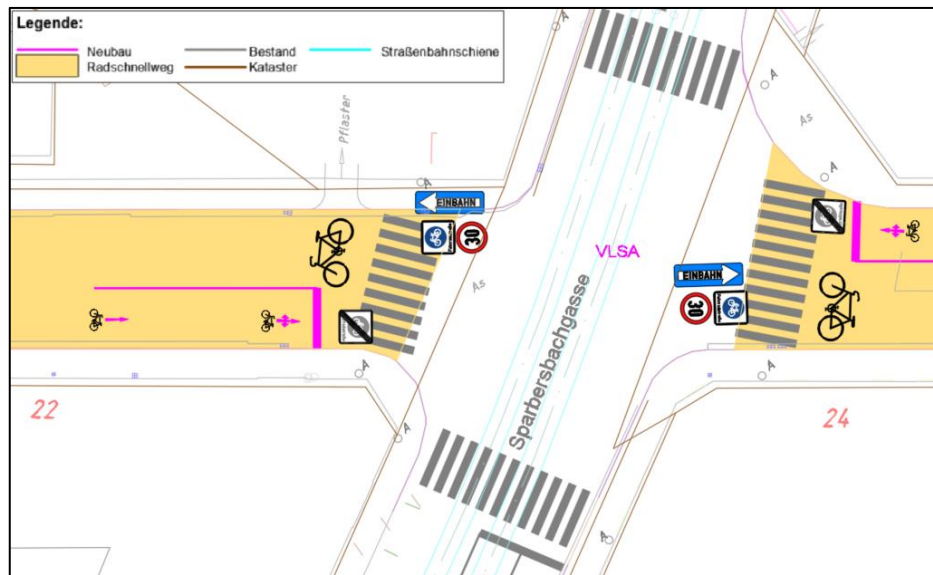 Legende:
Neubau
Bestand
Straßenbahnschiene
Radschnellweg
Kataster
A
A
Pflaster
As
A
A
EINBAHN
30
As
VLSA
EINBAHN
30
Sparbersbachgasse
A
A
22
24
A
A